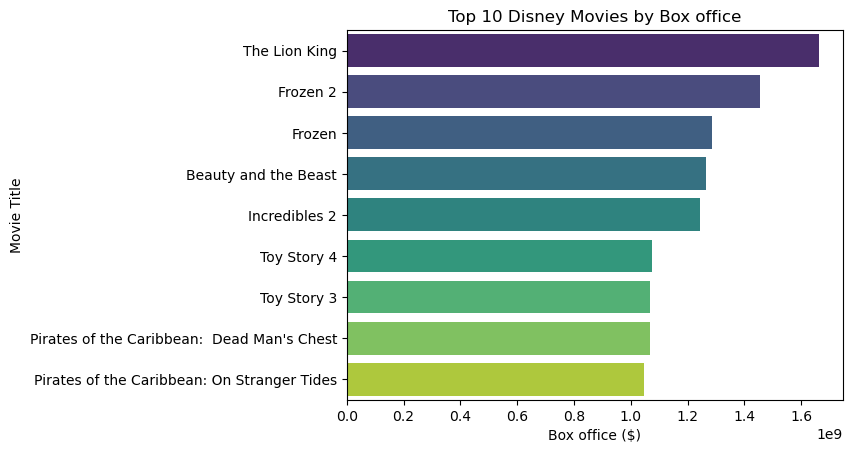 Top 10 Disney Movies by Box office
Movie Title
The Lion King
Frozen 2
Frozen
Beauty and the Beast
Incredibles 2
Toy Story 4
Toy Story 3
Pirates of the Caribbean:  Dead Man's Chest
Pirates of the Caribbean: On Stranger Tides
0.0 0.2 0.4 0.6 0.8 1.0 1.2 1.4 1.6
1e9
Box office ($)